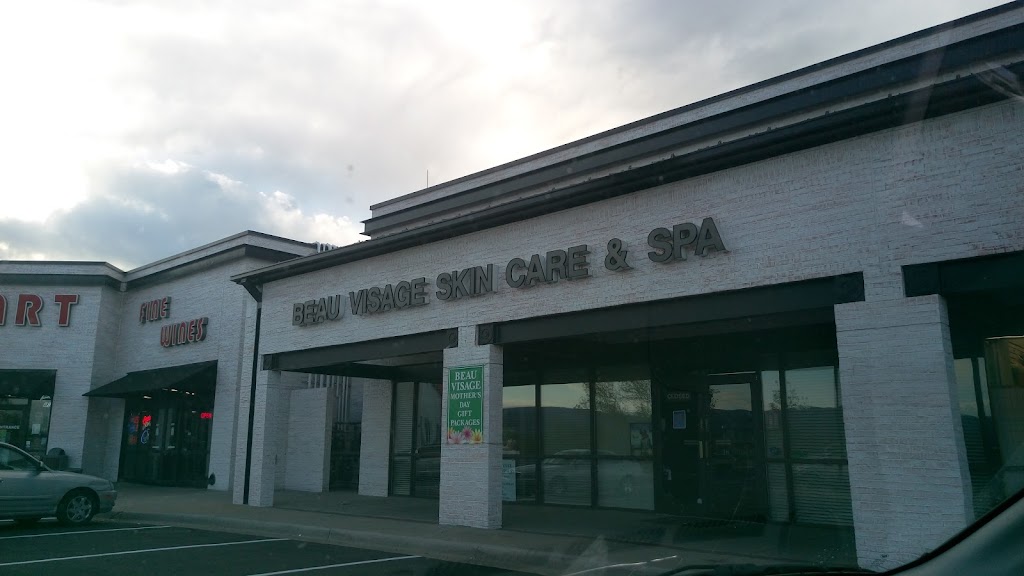 ART
FINE
WINES
BEAU VISAGE SKIN CARE & SPA
BEAU
VISAGE
MOTHER'S
DAY
GIFT
PACKAGES